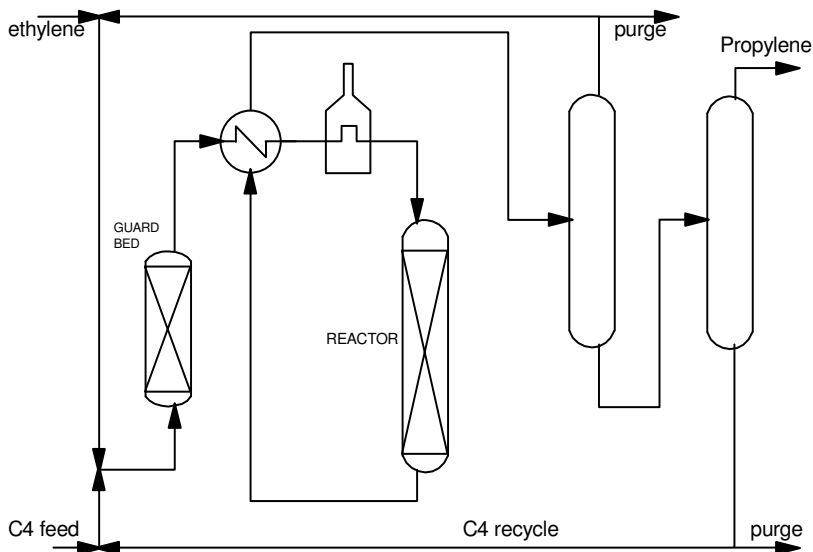 ethylene
purge
Propylene
GUARD
BED
REACTOR
C4 feed
C4 recycle
purge